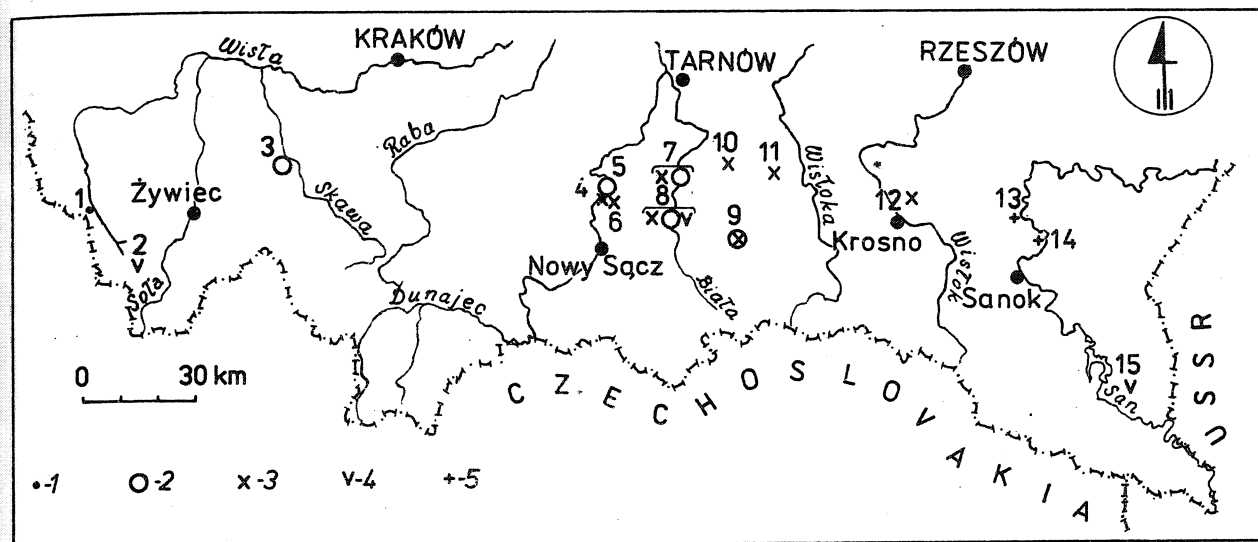 KRAKÓW
Wisła
TARNÓW
RZESZÓW
Raba
3
5
7
10
11
Wisłoka
Skawa
4
x
x
x
x
1
Żywiec
6
8
x v
9
12 x
Krosno
13
+
+14
2
v
Nowy Sącz
Biała
Wisłok
Sanok
Soła
Dunajec
0 30 km
15
v
San
CZECHOSLOVAKIA
USSR
•-1 O-2 x-3 v-4 +-5